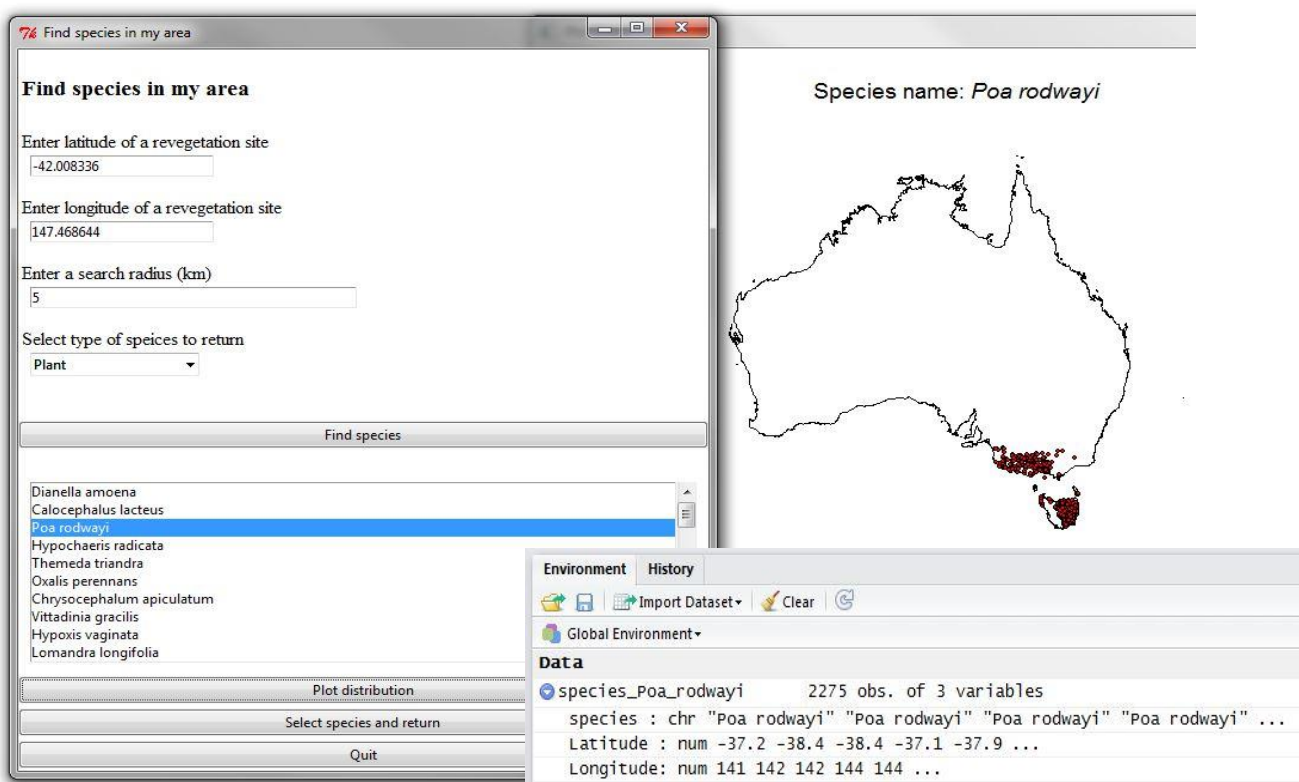 Find species in my area
Find species in my area
Enter latitude of a revegetation site
-42.008336
Enter longitude of a revegetation site
147.468644
Enter a search radius (km)
5
Select type of speices to return
Plant
Find species
Dianella amoena
Calocephalus lacteus
Poa rodwayi
Hypochaeris radicata
Themeda triandra
Oxalis perennans
Chrysocephalum apiculatum
Vittadinia gracilis
Hypoxis vaginata
Lomandra longifolia
Plot distribution
Select species and return
Quit
Species name: Poa rodwayi
Environment History
Import Dataset Clear
Global Environment
Data
species_Poa_rodwayi 2275 obs. of 3 variables
species : chr "Poa rodwayi" "Poa rodwayi" "Poa rodwayi" "Poa rodwayi" ...
Latitude : num -37.2 -38.4 -38.4 -37.1 -37.9 ...
Longitude: num 141 142 142 144 144 ...